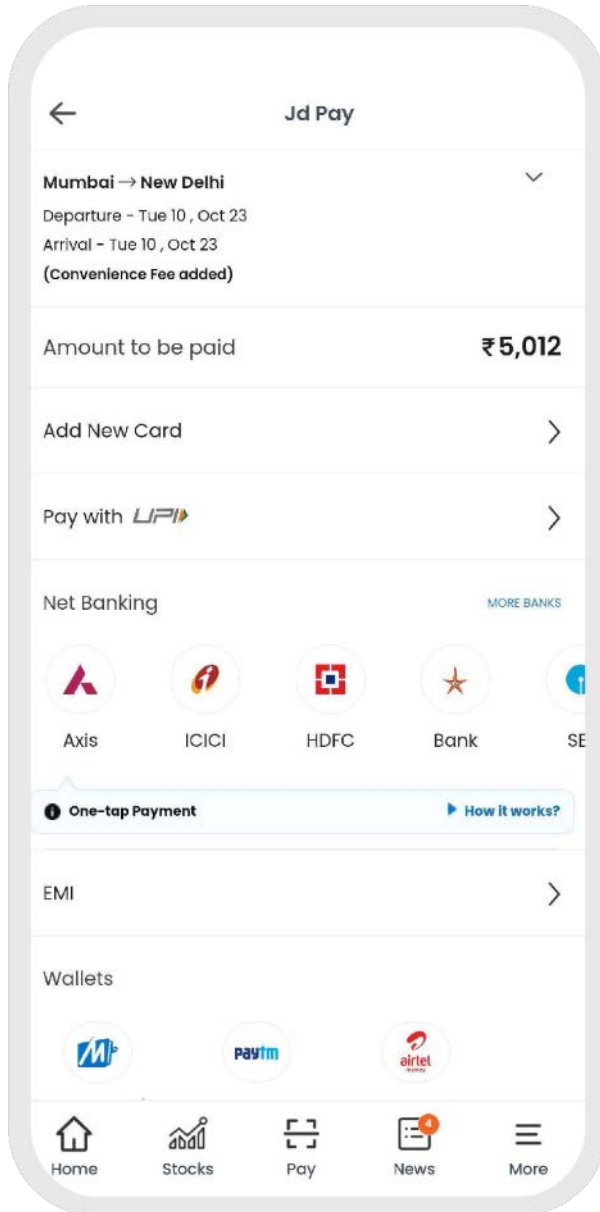 Jd Pay
Mumbai → New Delhi
Departure - Tue 10 , Oct 23
Arrival - Tue 10 , Oct 23
(Convenience Fee added)
Amount to be paid ₹5,012
Add New Card
Pay with UPI
Net Banking MORE BANKS
Axis ICICI HDFC Bank SE
One-tap Payment How it works?
EMI
Wallets
paytm airtel money
4
Home Stocks Pay News More